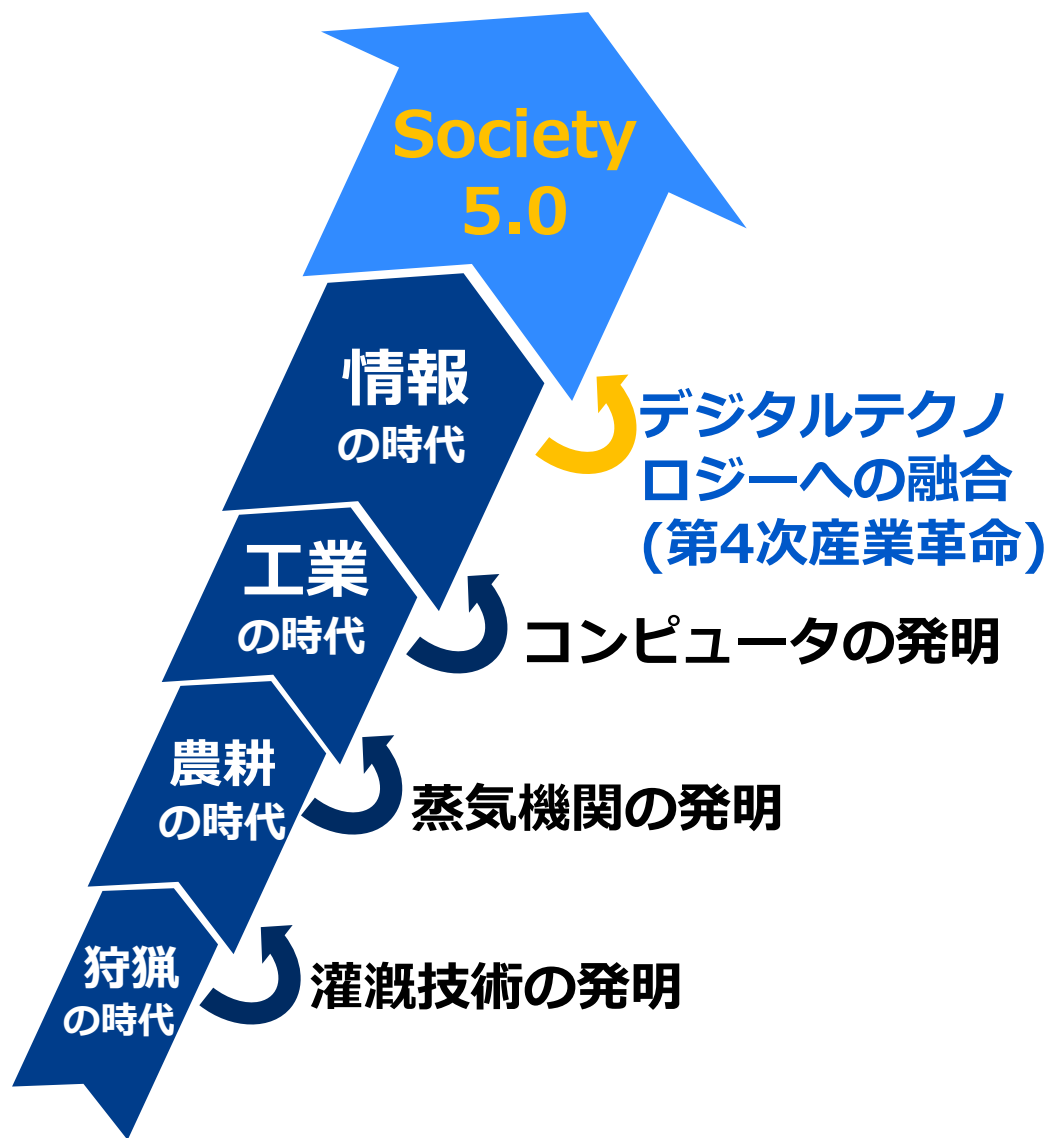 Society
5.0
情報
の時代
デジタルテクノ
ロジーへの融合
(第4次産業革命)
工業
の時代
コンピュータの発明
農耕
の時代
蒸気機関の発明
狩猟
の時代
灌漑技術の発明